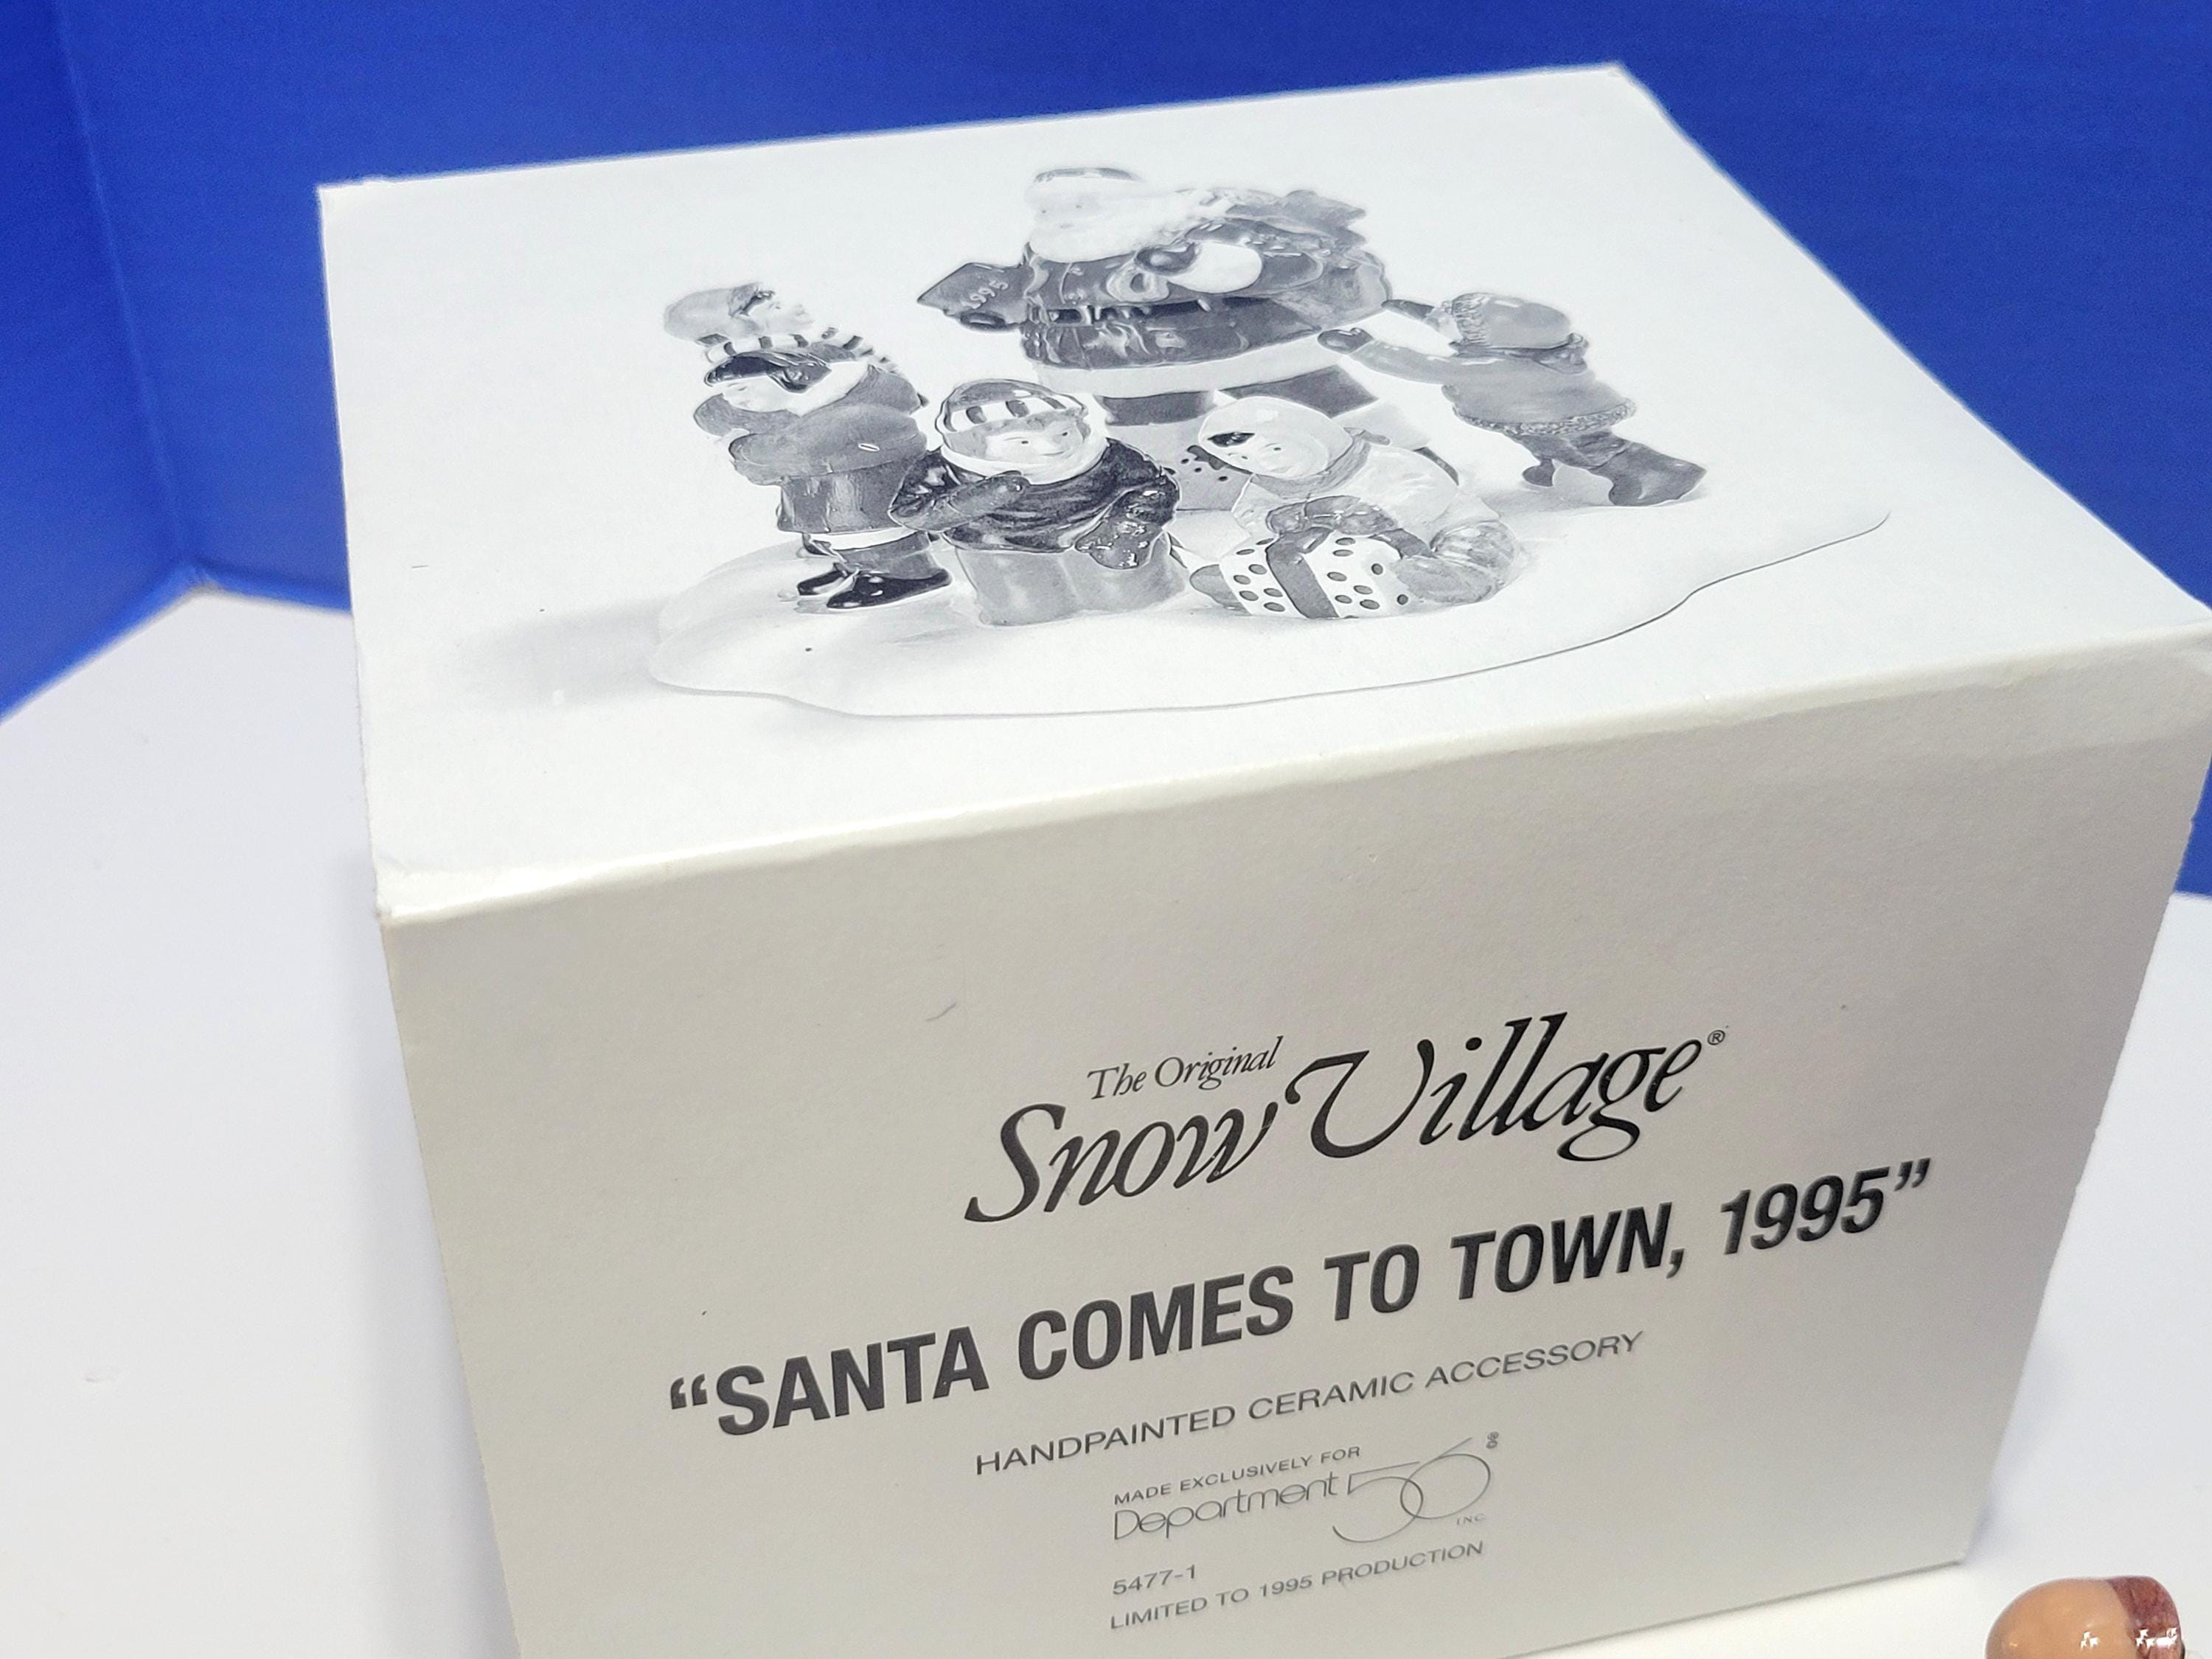 1995
The Original
Snow Village®
“SANTA COMES TO TOWN, 1995”
HANDPAINTED CERAMIC ACCESSORY
MADE EXCLUSIVELY FOR
Department 56®
INC.
5477-1
LIMITED TO 1995 PRODUCTION